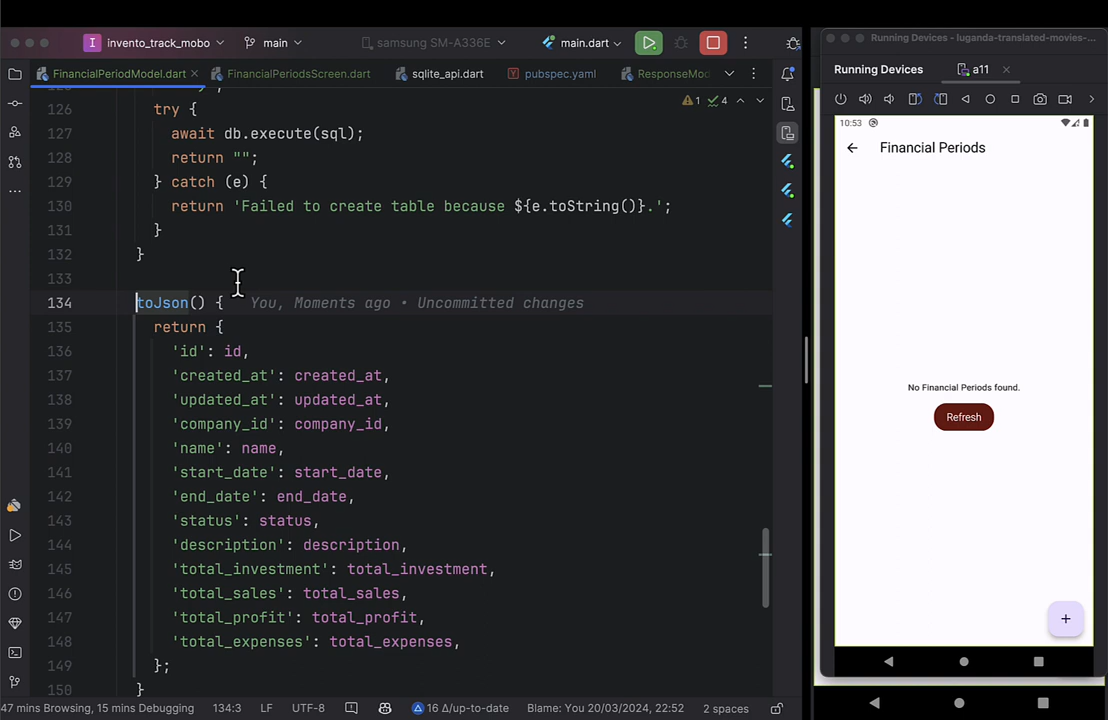 invento_track_mobo main samsung SM-A336E main.dart
FinancialPeriodModel.dart FinancialPeriodsScreen.dart sqlite_api.dart pubspec.yaml ResponseMod
126 try {
127 await db.execute(sql);
128 return "";
129 } catch (e) {
130 return 'Failed to create table because ${e.toString()}.';
131 }
132 }
133
134 toJson() { You, Moments ago • Uncommitted changes
135 return {
136 'id': id,
137 'created_at': created_at,
138 'updated_at': updated_at,
139 'company_id': company_id,
140 'name': name,
141 'start_date': start_date,
142 'end_date': end_date,
143 'status': status,
144 'description': description,
145 'total_investment': total_investment,
146 'total_sales': total_sales,
147 'total_profit': total_profit,
148 'total_expenses': total_expenses,
149 };
150 }
1 4
47 mins Browsing, 15 mins Debugging 134:3 LF UTF-8 16 Δ/up-to-date Blame: You 20/03/2024, 22:52 2 spaces
Running Devices - luganda-translated-movies-...
Running Devices a11
10:53
Financial Periods
No Financial Periods found.
Refresh
+